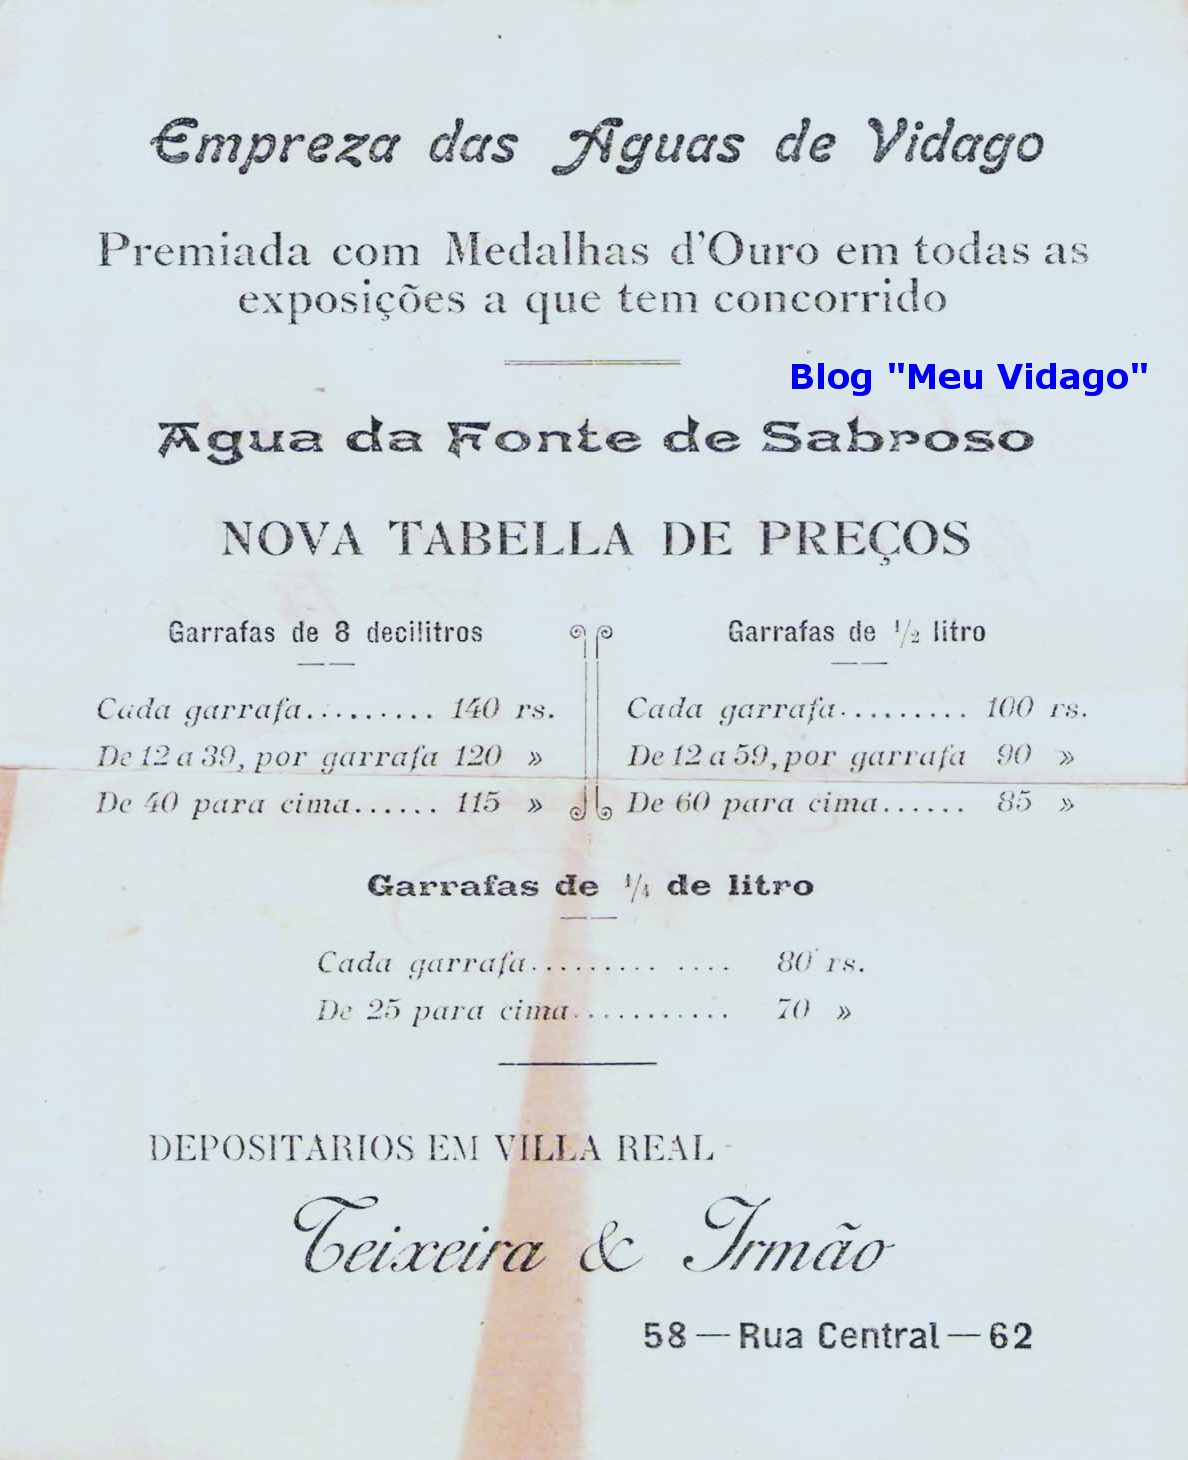 Empreza das Aguas de Vidago
Premiada com Medalhas d'Ouro em todas as
exposições a que tem concorrido
Blog "Meu Vidago"
Agua da Fonte de Sabroso
NOVA TABELLA DE PREÇOS
Garrafas de 8 decilitros
Cada garrafa......... 140 rs.
De 12 a 39, por garrafa 120 »
De 40 para cima...... 115 »
Garrafas de 1/2 litro
Cada garrafa......... 100 rs.
De 12 a 59, por garrafa 90 »
De 60 para cima...... 85 »
Garrafas de 1/4 de litro
Cada garrafa......... .... 80 rs.
De 25 para cima........... 70 »
DEPOSITARIOS EM VILLA REAL
Teixeira & Irmão
58 — Rua Central — 62